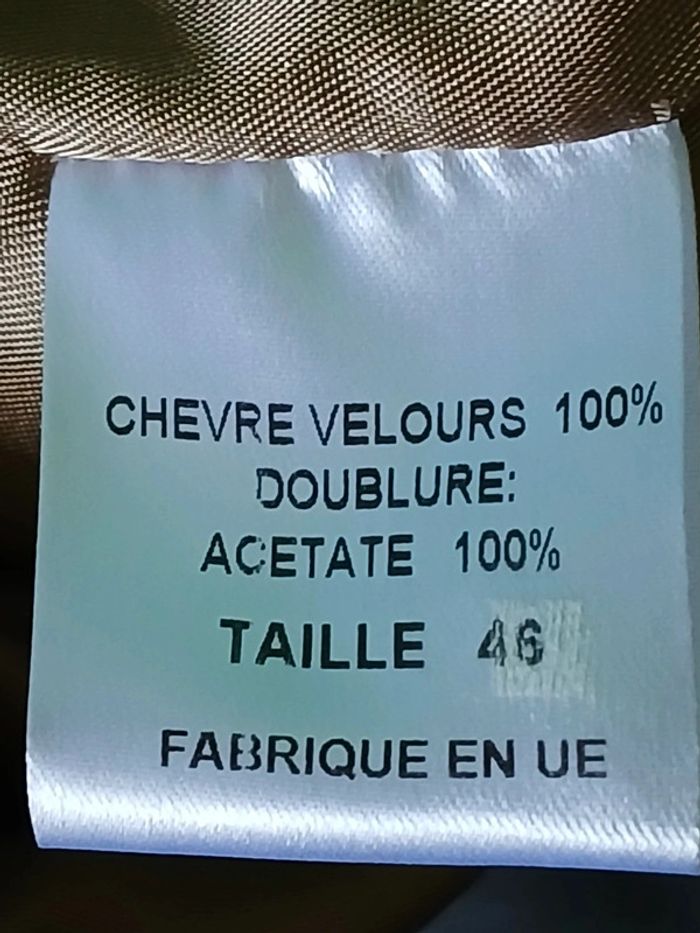 CHEVRE VELOURS 100%
DOUBLURE:
ACETATE 100%
TAILLE 46
FABRIQUE EN UE